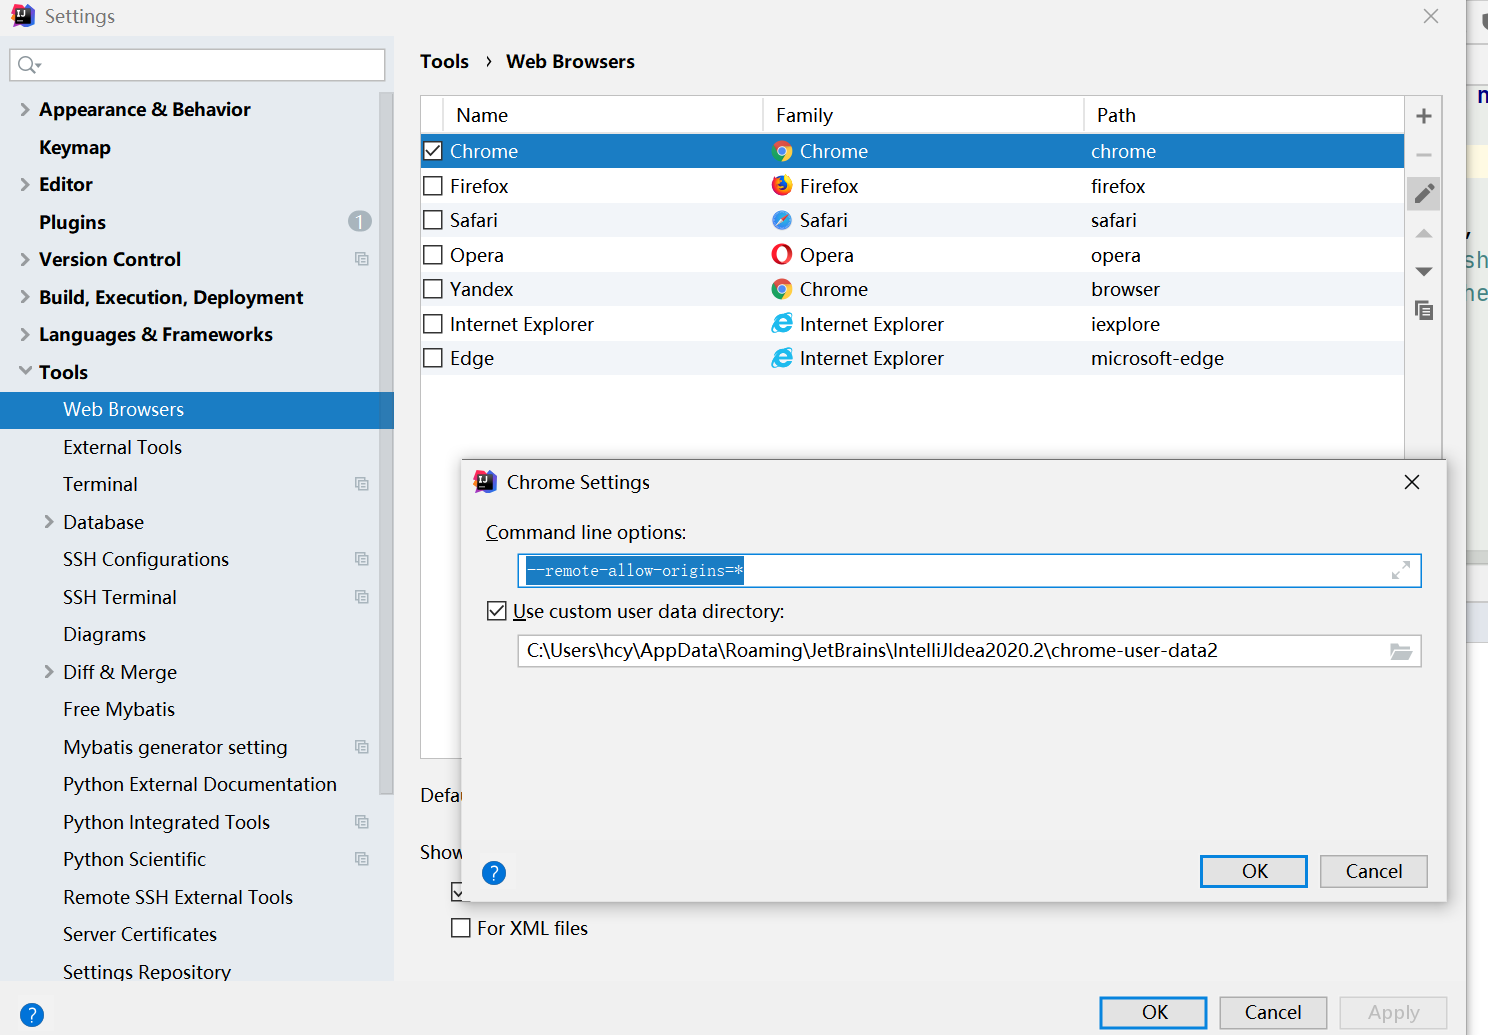 Settings
Tools › Web Browsers
Appearance & Behavior
Keymap
Editor
Plugins 1
Version Control
Build, Execution, Deployment
Languages & Frameworks
Tools
Web Browsers
External Tools
Terminal
Database
SSH Configurations
SSH Terminal
Diagrams
Diff & Merge
Free Mybatis
Mybatis generator setting
Python External Documentation
Python Integrated Tools
Python Scientific
Remote SSH External Tools
Server Certificates
Settings Repository
Name Family Path
Chrome Chrome chrome
Firefox Firefox firefox
Safari Safari safari
Opera Opera opera
Yandex Chrome browser
Internet Explorer Internet Explorer iexplore
Edge Internet Explorer microsoft-edge
Chrome Settings
Command line options:
--remote-allow-origins=*
Use custom user data directory:
C:\Users\hcy\AppData\Roaming\JetBrains\IntelliJIdea2020.2\chrome-user-data2
? OK Cancel
Defau
Show
For XML files
? OK Cancel Apply